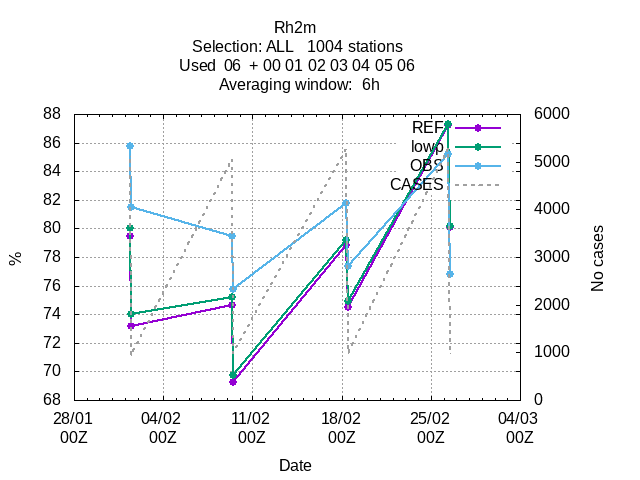 Rh2m
Selection: ALL   1004 stations
Used  06  + 00 01 02 03 04 05 06
Averaging window:  6h
88
86
84
82
80
78
76
74
72
70
68
%
6000
5000
4000
3000
2000
1000
0
No cases
REF
lowp
OBS
CASES
28/01 04/02 11/02 18/02 25/02 04/03
00Z 00Z 00Z 00Z 00Z 00Z
Date